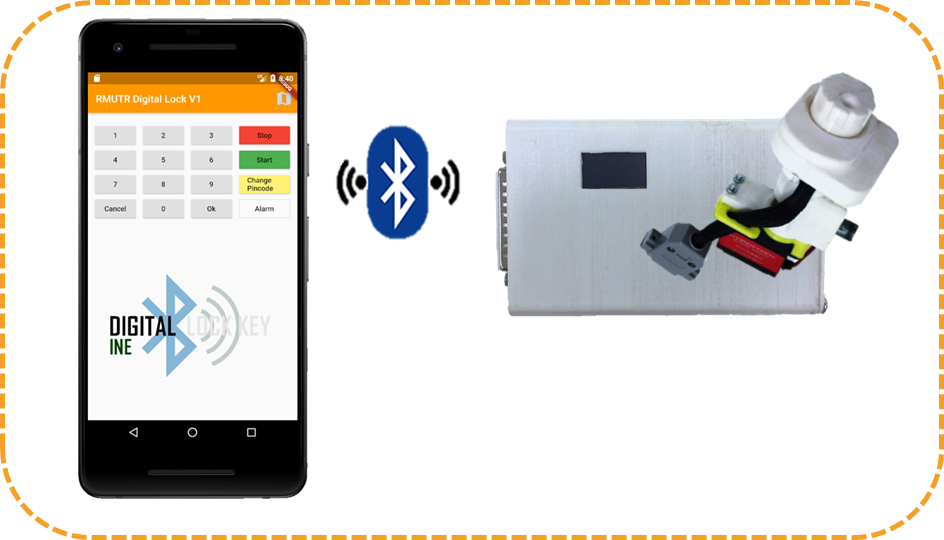 8:40
RMUTR Digital Lock V1
1 2 3 Stop
4 5 6 Start
7 8 9 Change
Pincode
Cancel 0 Ok Alarm
DIGITAL LOCK KEY
INE